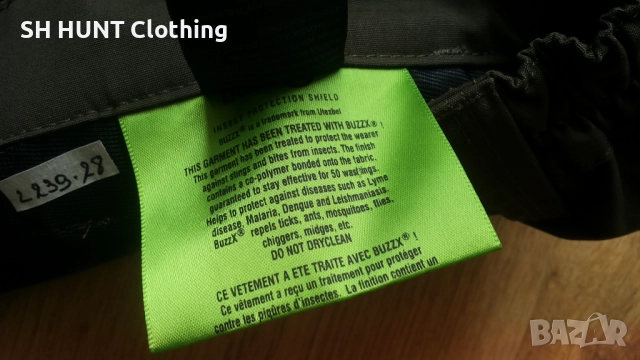 SH HUNT Clothing
INSECT PROTECTION SHIELD
BUZZX® is a trademark from Utexbel
THIS GARMENT HAS BEEN TREATED WITH BUZZX® !
This garment has been treated to protect the wearer
against stings and bites from insects. The finish
contains a co-polymer bonded onto the fabric,
guaranteed to stay effective for 50 washings.
Helps to protect against diseases such as Lyme
disease, Malaria, Dengue and Leishmaniasis.
BuzzX® repels ticks, ants, mosquitoes, flies,
chiggers, midges, etc.
DO NOT DRYCLEAN
CE VETEMENT A ETE TRAITE AVEC BUZZX® !
Ce vêtement a reçu un traitement pour protéger
contre les piqûres d'insectes. La finition contient un
L239.28
BAZAR
bg